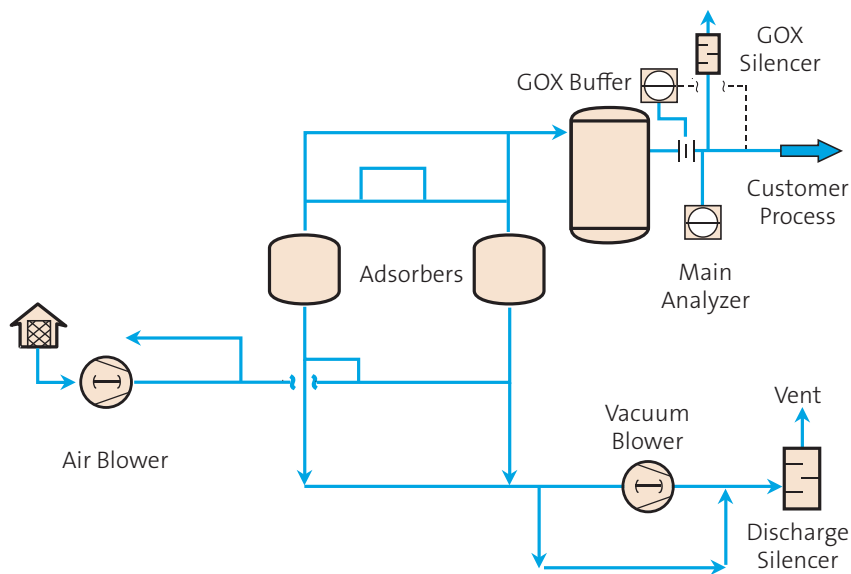 GOX
Silencer
GOX Buffer
Customer
Process
Adsorbers
Main
Analyzer
Vent
Vacuum
Blower
Air Blower
Discharge
Silencer